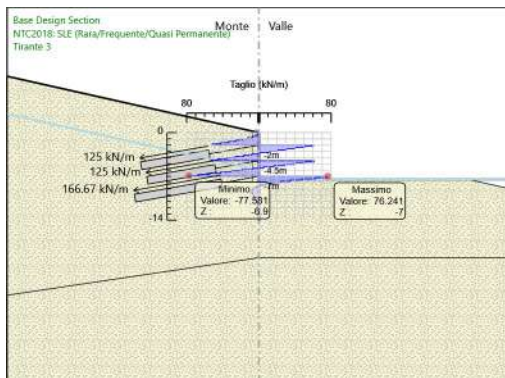 Base Design Section
NTC2018: SLE (Rara/Frequente/Quasi Permanente)
Tirante 3
Monte
Valle
Taglio (kN/m)
80
80
0
125 kN/m
-2m
125 kN/m
-4.5m
166.67 kN/m
-7m
-14
Minimo
Valore: -77.581
Z -6.9
Massimo
Valore: 76.241
Z -7